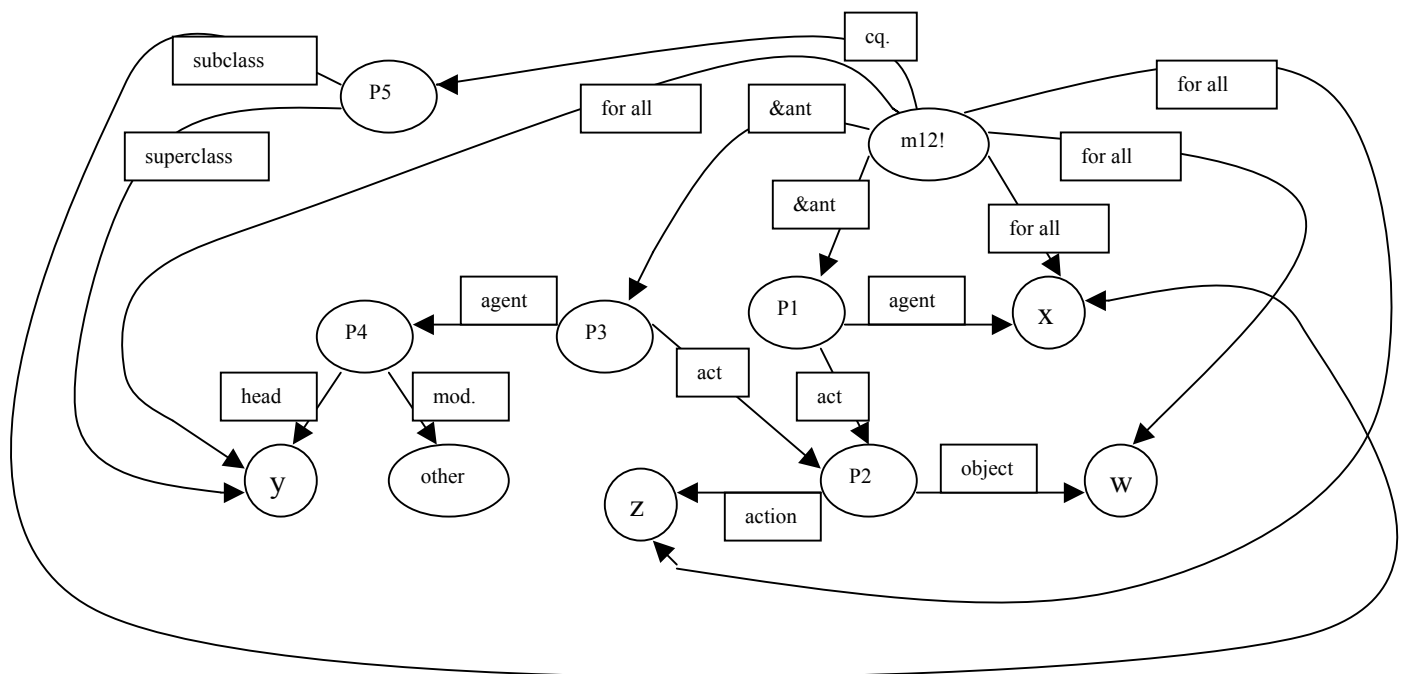 cq.
subclass
for all
P5
for all
&ant
m12!
superclass
for all
&ant
for all
agent
agent
P1
x
P4
P3
act
head
mod.
act
object
other
P2
y
w
z
action